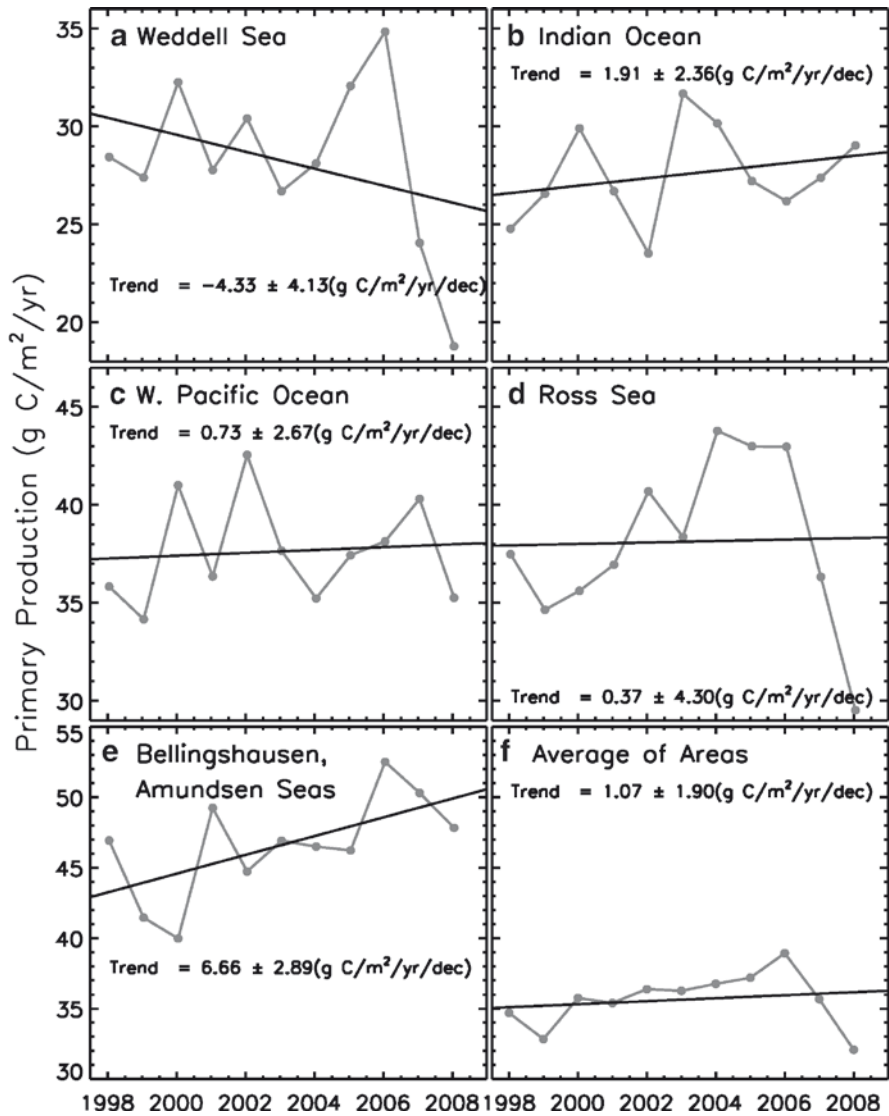 Primary Production (g C/m²/yr)
a Weddell Sea
35
30
25
20
Trend = −4.33 ± 4.13(g C/m²/yr/dec)
b Indian Ocean
Trend = 1.91 ± 2.36(g C/m²/yr/dec)
c W. Pacific Ocean
Trend = 0.73 ± 2.67(g C/m²/yr/dec)
45
40
35
30
d Ross Sea
Trend = 0.37 ± 4.30(g C/m²/yr/dec)
e Bellingshausen,
Amundsen Seas
55
50
45
40
35
30
Trend = 6.66 ± 2.89(g C/m²/yr/dec)
f Average of Areas
Trend = 1.07 ± 1.90(g C/m²/yr/dec)
1998 2000 2002 2004 2006 2008
1998 2000 2002 2004 2006 2008